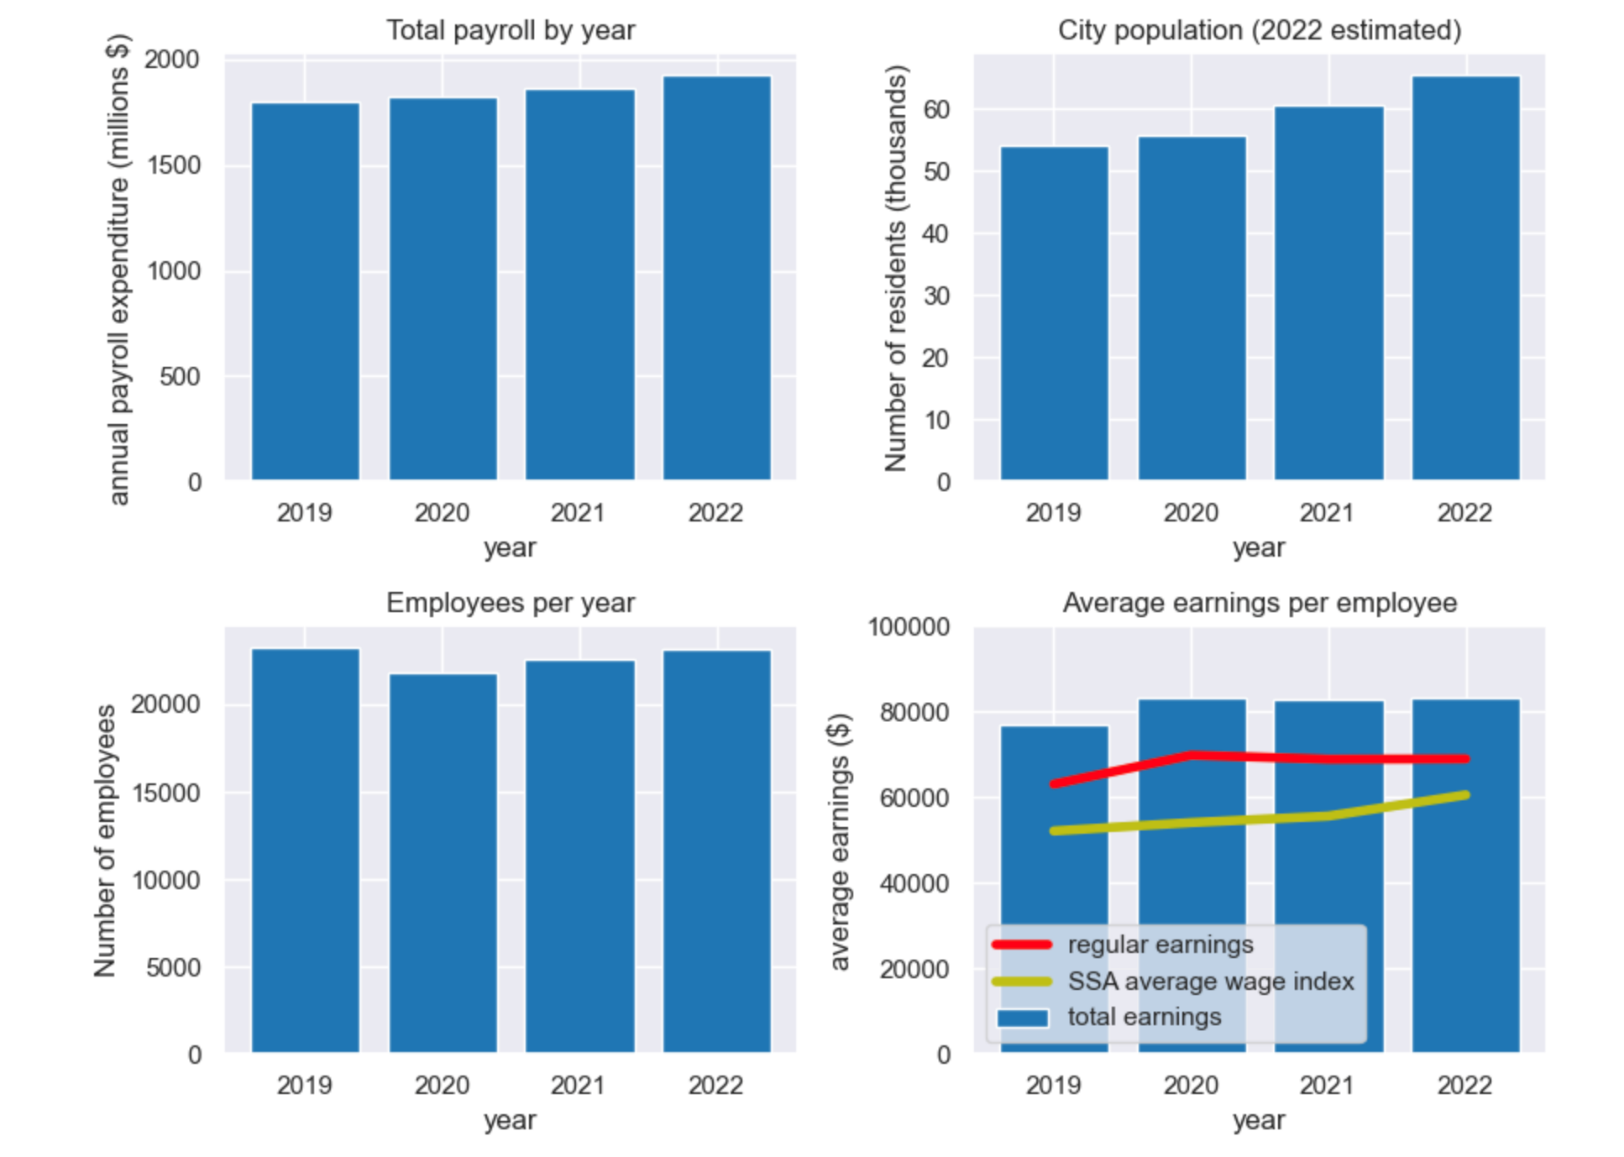 Total payroll by year
annual payroll expenditure (millions $)
2000
1500
1000
500
0
2019 2020 2021 2022
year
City population (2022 estimated)
Number of residents (thousands)
60
50
40
30
20
10
0
2019 2020 2021 2022
year
Employees per year
Number of employees
20000
15000
10000
5000
0
2019 2020 2021 2022
year
Average earnings per employee
average earnings ($)
100000
80000
60000
40000
20000
0
regular earnings
SSA average wage index
total earnings
2019 2020 2021 2022
year